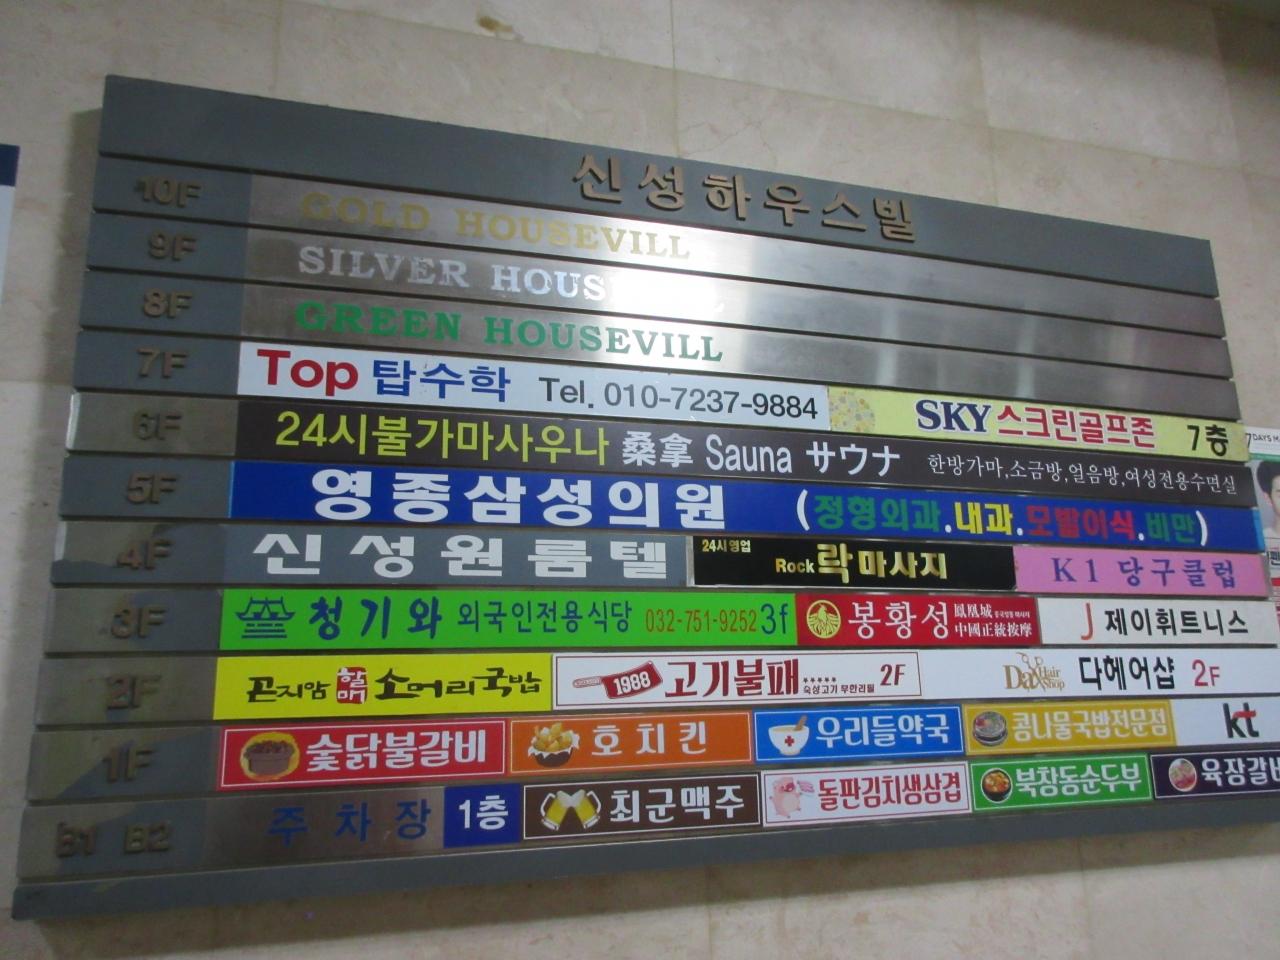 신성하우스빌
10F GOLD HOUSEVILL
9F SILVER HOUS
8F GREEN HOUSEVILL
7F Top 탑수학 Tel. 010-7237-9884 SKY스크린골프존 7층
6F 24시불가마사우나 桑拿 Sauna サウナ 한방가마,소금방,얼음방,여성전용수면실
5F 영종삼성의원 (정형외과.내과.모발이식.비만)
4F 신성원룸텔 24시영업 Rock락마사지 K1 당구클럽
3F 청기와 외국인전용식당 032-751-9252 3f 봉황성 鳳凰城 中國正統按摩 J 제이휘트니스
2F 곤지암 할매 소머리국밥 1988 고기불패 숙성고기 무한리필 2F Dax Hair Shop 다헤어샵 2F
1F 숯닭불갈비 호치킨 우리들약국 콩나물국밥전문점 kt
B1 B2 주차장 1층 최군맥주 돌판김치생삼겹 북창동순두부 육장갈비
7DAYS